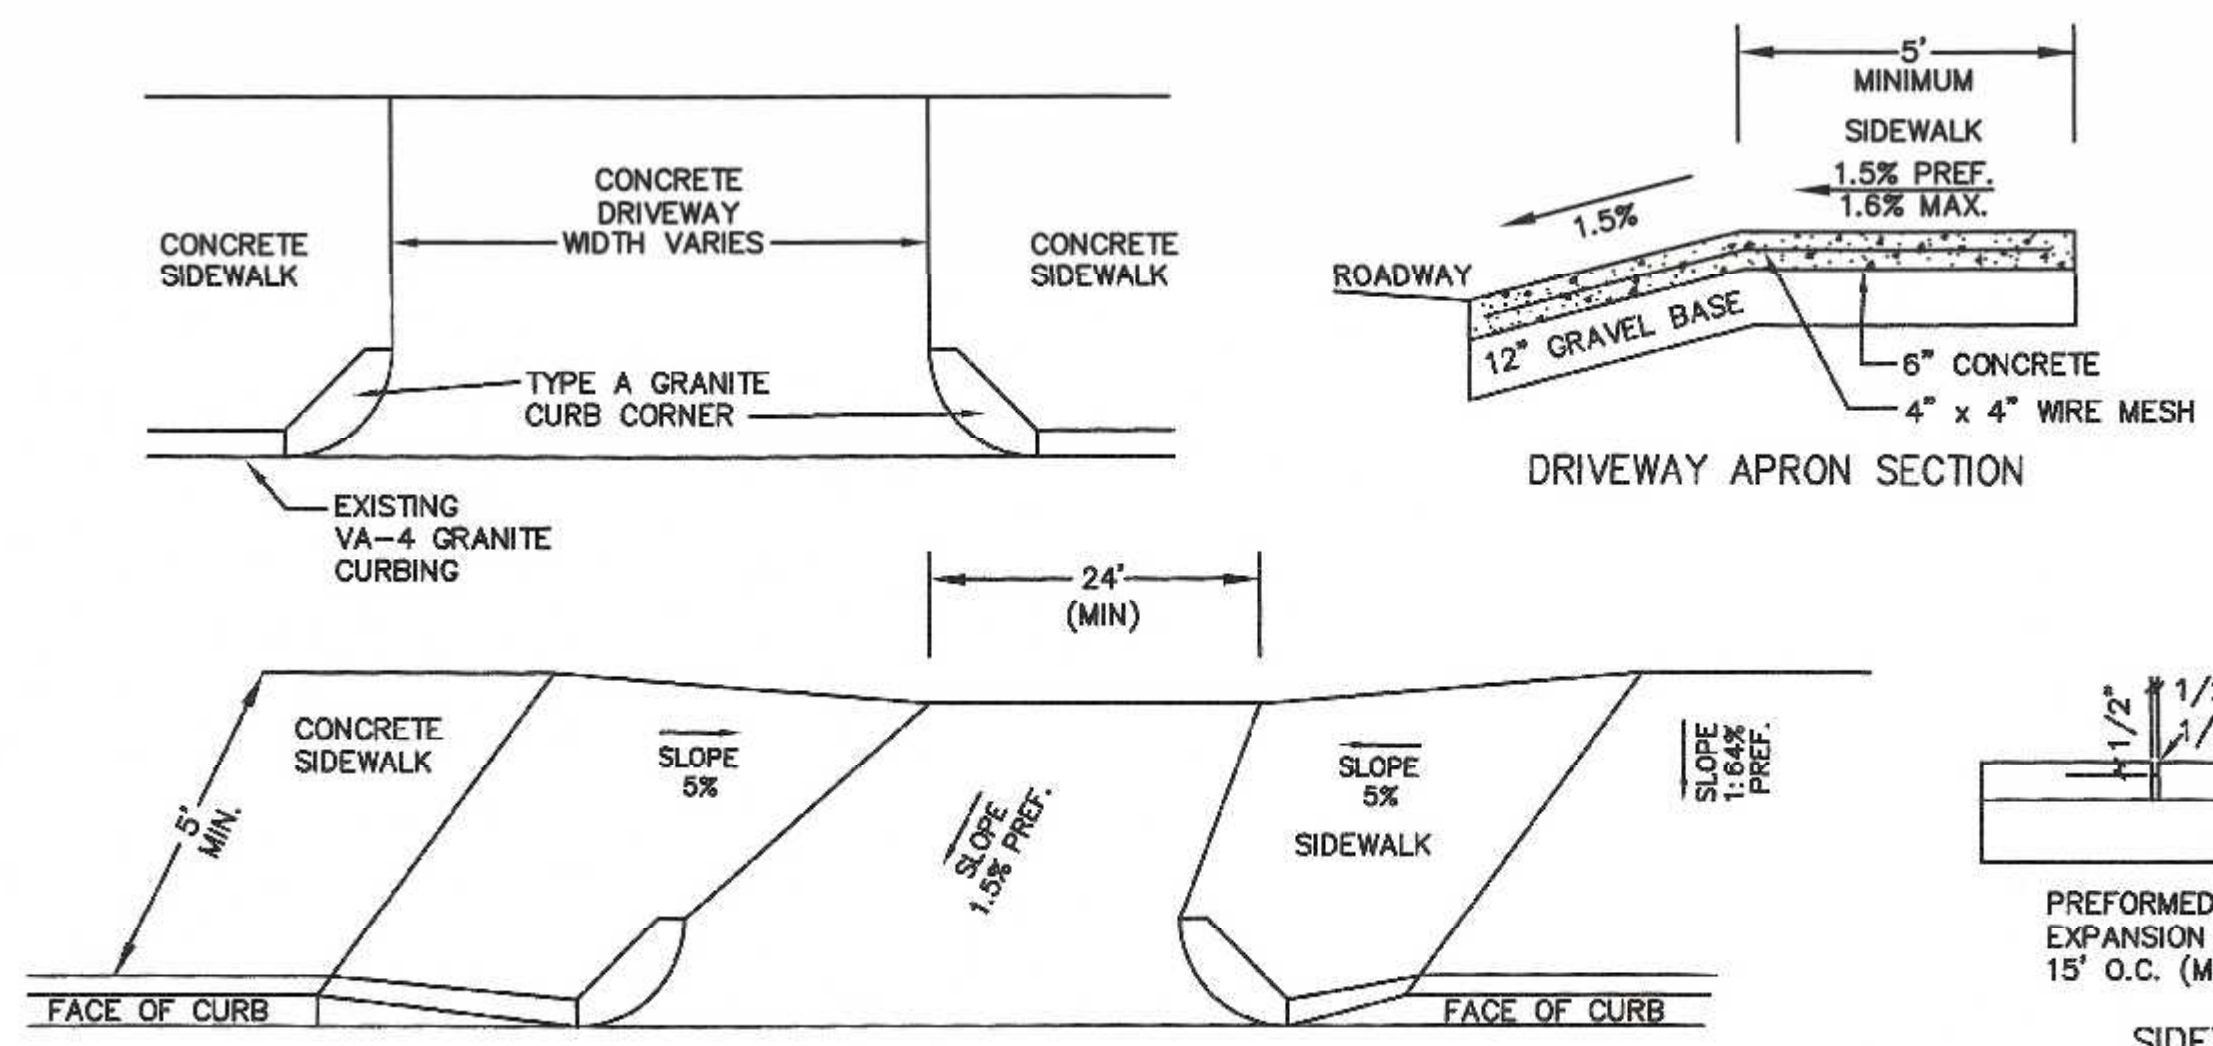 CONCRETE
DRIVEWAY
WIDTH VARIES
CONCRETE
SIDEWALK
CONCRETE
SIDEWALK
TYPE A GRANITE
CURB CORNER
EXISTING
VA-4 GRANITE
CURBING
5'
MINIMUM
SIDEWALK
1.5% PREF.
1.6% MAX.
1.5%
ROADWAY
12" GRAVEL BASE
6" CONCRETE
4" x 4" WIRE MESH
DRIVEWAY APRON SECTION
24'
(MIN)
CONCRETE
SIDEWALK
5'
MIN.
SLOPE
5%
SLOPE
1.5% PREF.
SLOPE
5%
SIDEWALK
SLOPE
1:64%
PREF.
FACE OF CURB
FACE OF CURB
1/2"
PREFORMED
EXPANSION
15' O.C.